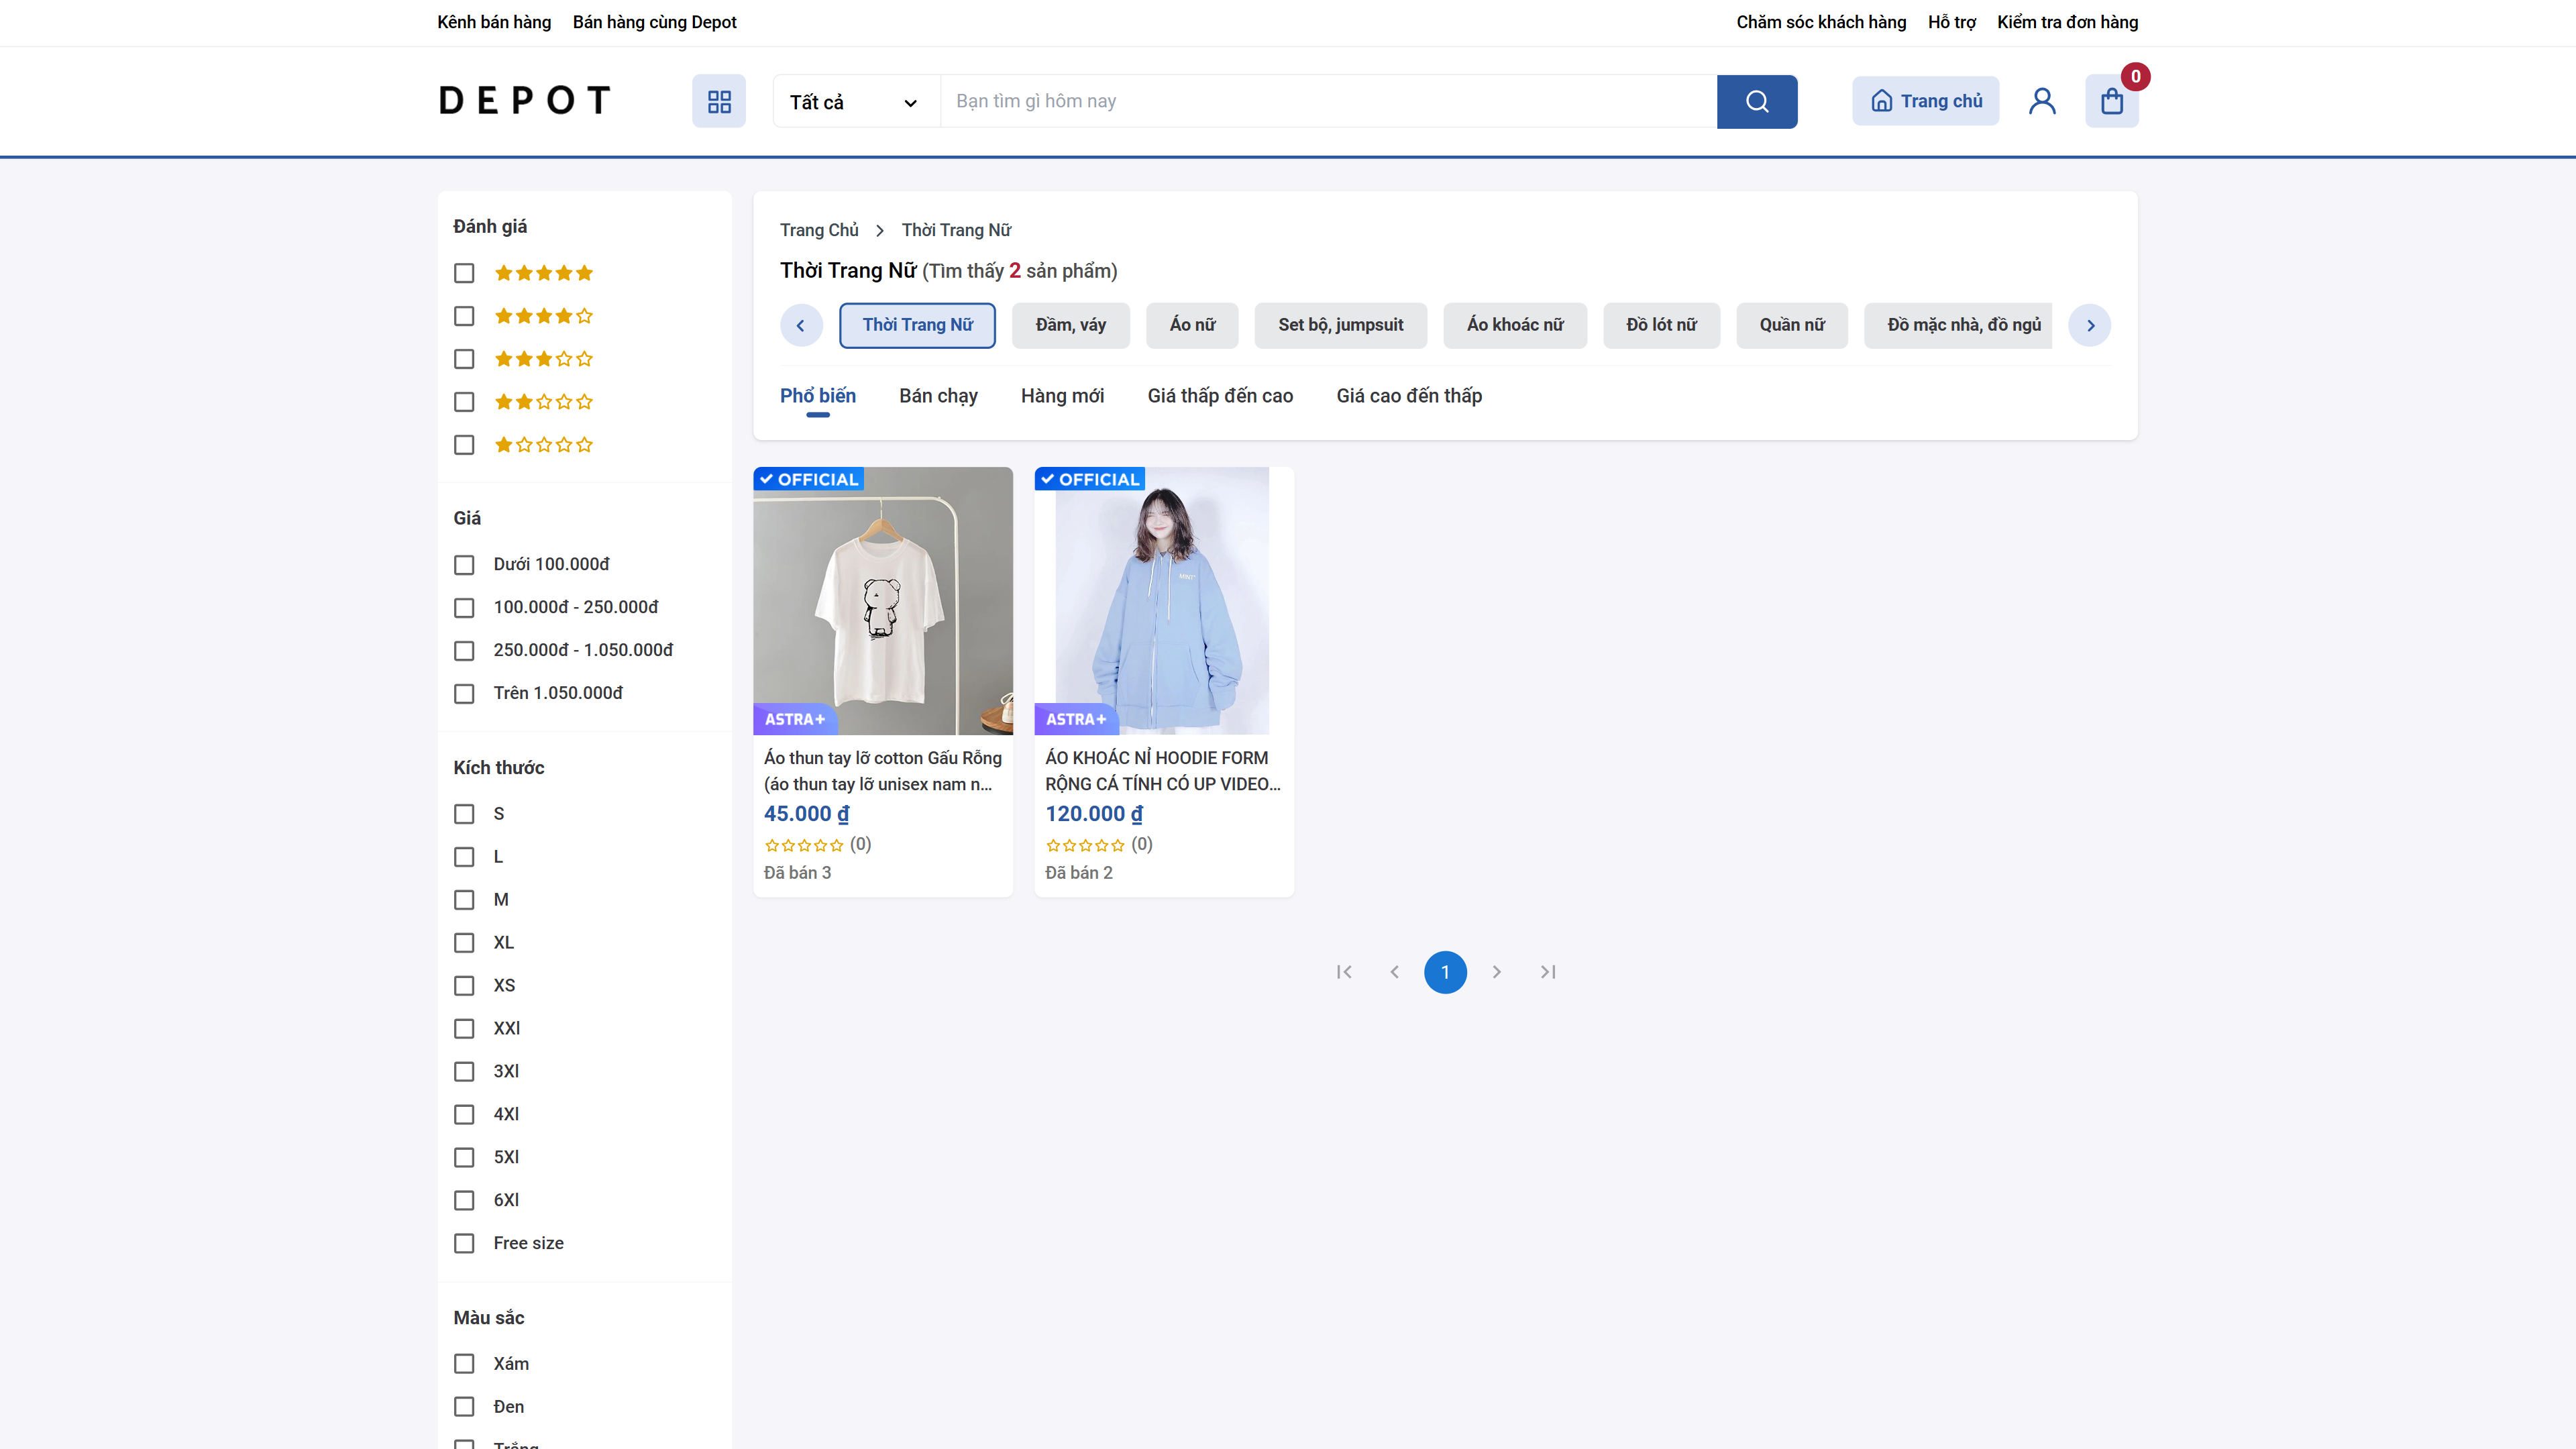 Kênh bán hàng Bán hàng cùng Depot Chăm sóc khách hàng Hỗ trợ Kiểm tra đơn hàng
DEPOT Tất cả Bạn tìm gì hôm nay Trang chủ 0
Đánh giá
Giá
Dưới 100.000đ
100.000đ - 250.000đ
250.000đ - 1.050.000đ
Trên 1.050.000đ
Kích thước
S
L
M
XL
XS
XXl
3Xl
4Xl
5Xl
6Xl
Free size
Màu sắc
Xám
Đen
Trang Chủ > Thời Trang Nữ
Thời Trang Nữ (Tìm thấy 2 sản phẩm)
Thời Trang Nữ Đầm, váy Áo nữ Set bộ, jumpsuit Áo khoác nữ Đồ lót nữ Quần nữ Đồ mặc nhà, đồ ngủ
Phổ biến Bán chạy Hàng mới Giá thấp đến cao Giá cao đến thấp
OFFICIAL
ASTRA+
Áo thun tay lỡ cotton Gấu Rỗng
(áo thun tay lỡ unisex nam n...
45.000 ₫
(0)
Đã bán 3
OFFICIAL
ASTRA+
ÁO KHOÁC NỈ HOODIE FORM
RỘNG CÁ TÍNH CÓ UP VIDEO...
120.000 ₫
(0)
Đã bán 2
1